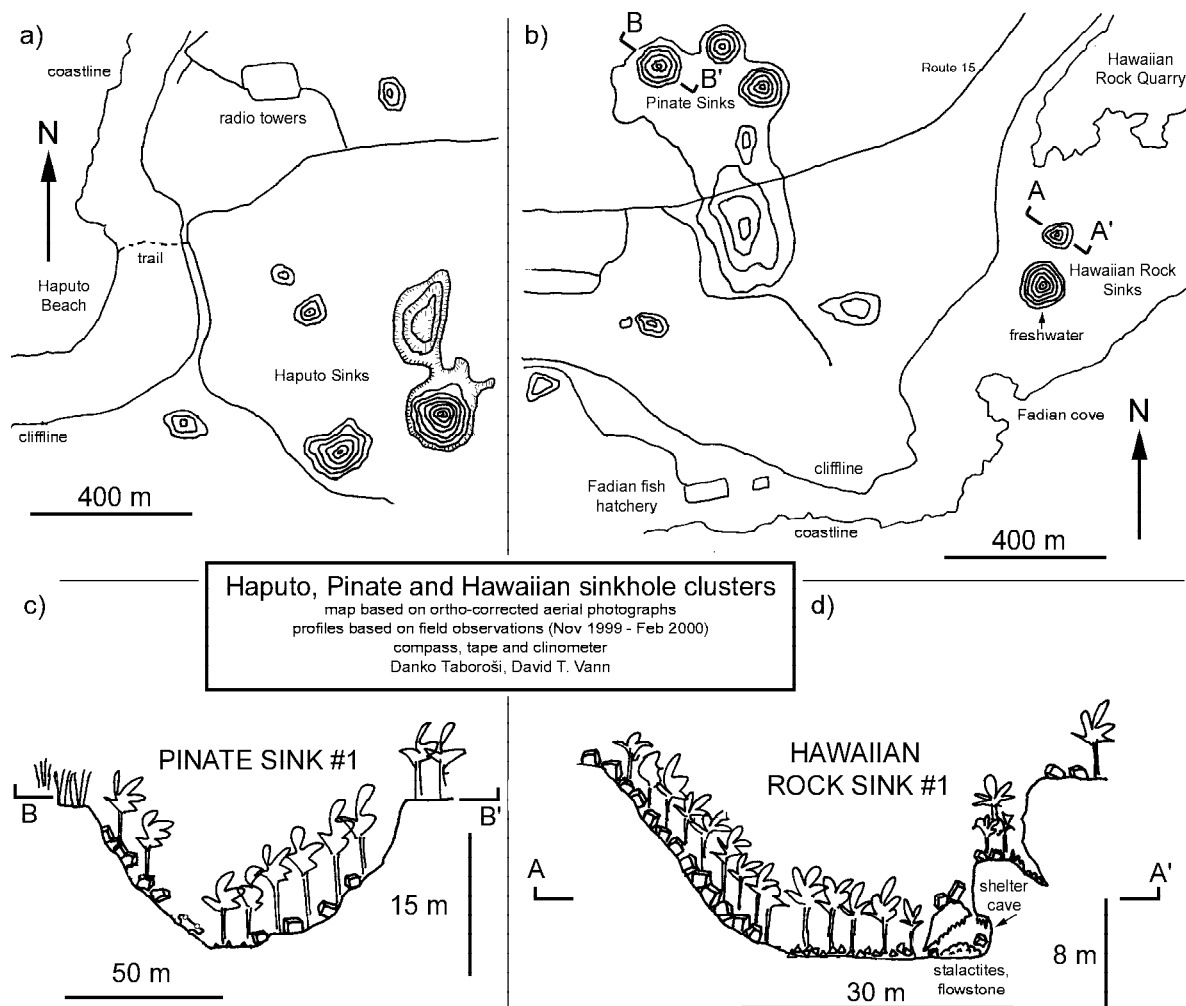 a)
coastline
radio towers
N
trail
Haputo
Beach
Haputo Sinks
cliffline
400 m
b)
B
B'
Pinate Sinks
Route 15
Hawaiian
Rock Quarry
A
A'
Hawaiian Rock
Sinks
freshwater
Fadian cove
N
cliffline
Fadian fish
hatchery
coastline
400 m
Haputo, Pinate and Hawaiian sinkhole clusters
map based on ortho-corrected aerial photographs
profiles based on field observations (Nov 1999 - Feb 2000)
compass, tape and clinometer
Danko Taboroši, David T. Vann
c)
PINATE SINK #1
B
B'
15 m
50 m
d)
HAWAIIAN
ROCK SINK #1
A
A'
shelter
cave
8 m
stalactites,
flowstone
30 m